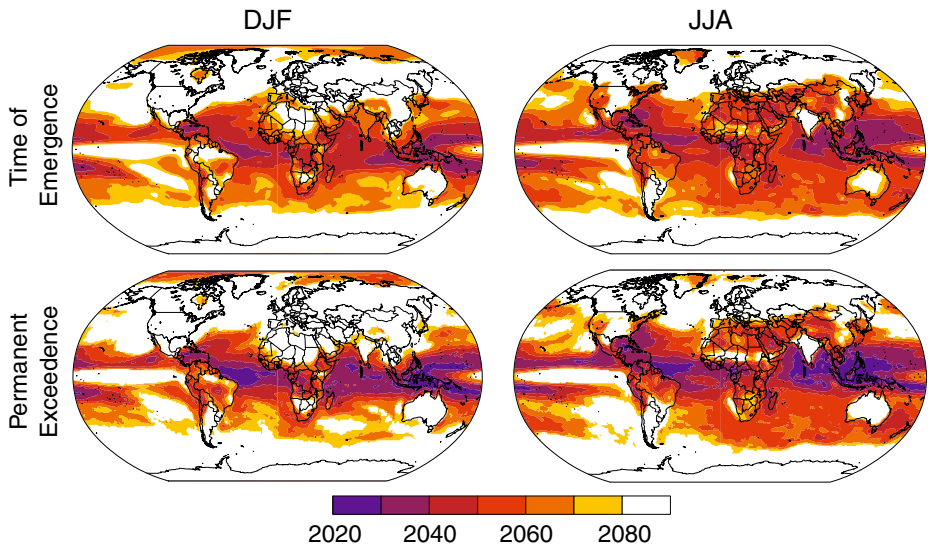 DJF
JJA
Time of
Emergence
Permanent
Exceedence
2020
2040
2060
2080